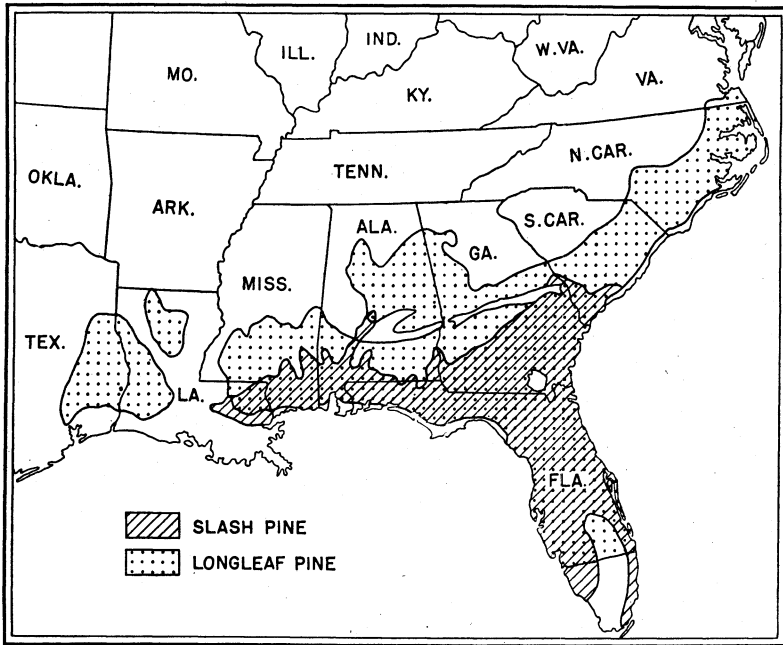 ILL.
IND.
W.VA.
MO.
KY.
VA.
OKLA.
TENN.
N.CAR.
ARK.
ALA.
S.CAR.
GA.
MISS.
TEX.
LA.
FLA.
SLASH PINE
LONGLEAF PINE